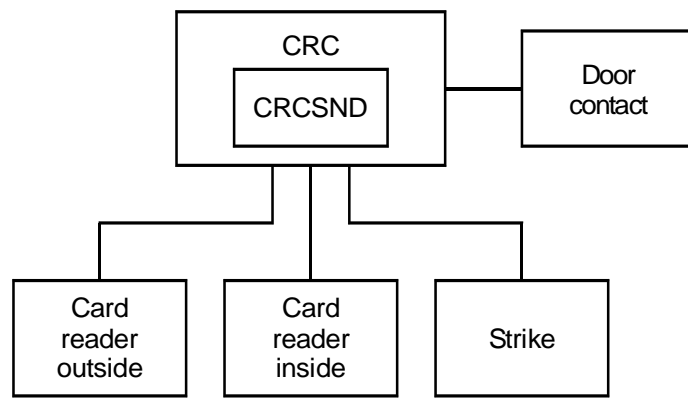 CRC
CRCSND
Door
contact
Card
reader
outside
Card
reader
inside
Strike